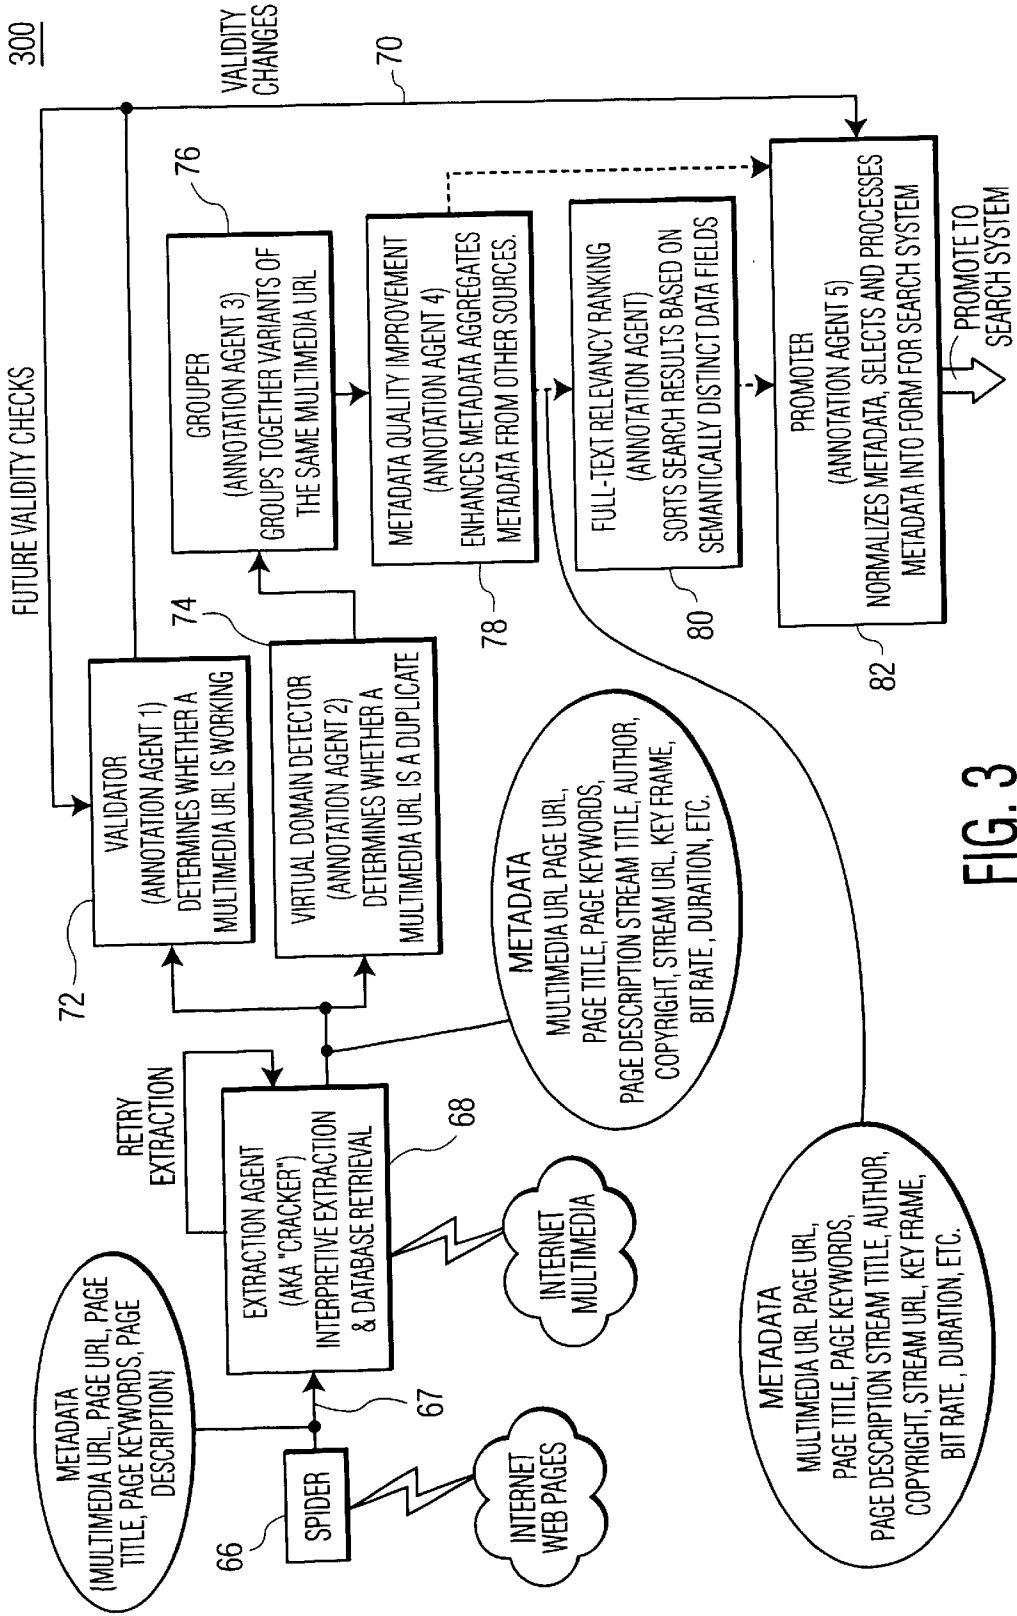 300
FUTURE VALIDITY CHECKS
VALIDITY
CHANGES
70
72
VALIDATOR
(ANNOTATION AGENT 1)
DETERMINES WHETHER A
MULTIMEDIA URL IS WORKING
74
VIRTUAL DOMAIN DETECTOR
(ANNOTATION AGENT 2)
DETERMINES WHETHER A
MULTIMEDIA URL IS A DUPLICATE
76
GROUPER
(ANNOTATION AGENT 3)
GROUPS TOGETHER VARIANTS OF
THE SAME MULTIMEDIA URL
METADATA QUALITY IMPROVEMENT
(ANNOTATION AGENT 4)
ENHANCES METADATA AGGREGATES
METADATA FROM OTHER SOURCES.
78
FULL-TEXT RELEVANCY RANKING
(ANNOTATION AGENT)
SORTS SEARCH RESULTS BASED ON
SEMANTICALLY DISTINCT DATA FIELDS
80
PROMOTER
(ANNOTATION AGENT 5)
NORMALIZES METADATA, SELECTS AND PROCESSES
METADATA INTO FORM FOR SEARCH SYSTEM
82
PROMOTE TO
SEARCH SYSTEM
RETRY
EXTRACTION
METADATA
{MULTIMEDIA URL, PAGE URL, PAGE
TITLE, PAGE KEYWORDS, PAGE
DESCRIPTION}
66
SPIDER
67
INTERNET
WEB PAGES
EXTRACTION AGENT
(AKA "CRACKER")
INTERPRETIVE EXTRACTION
& DATABASE RETRIEVAL
68
INTERNET
MULTIMEDIA
METADATA
MULTIMEDIA URL PAGE URL,
PAGE TITLE, PAGE KEYWORDS,
PAGE DESCRIPTION STREAM TITLE, AUTHOR,
COPYRIGHT, STREAM URL, KEY FRAME,
BIT RATE, DURATION, ETC.
METADATA
MULTIMEDIA URL PAGE URL,
PAGE TITLE, PAGE KEYWORDS,
PAGE DESCRIPTION STREAM TITLE, AUTHOR,
COPYRIGHT, STREAM URL, KEY FRAME,
BIT RATE, DURATION, ETC.
FIG. 3